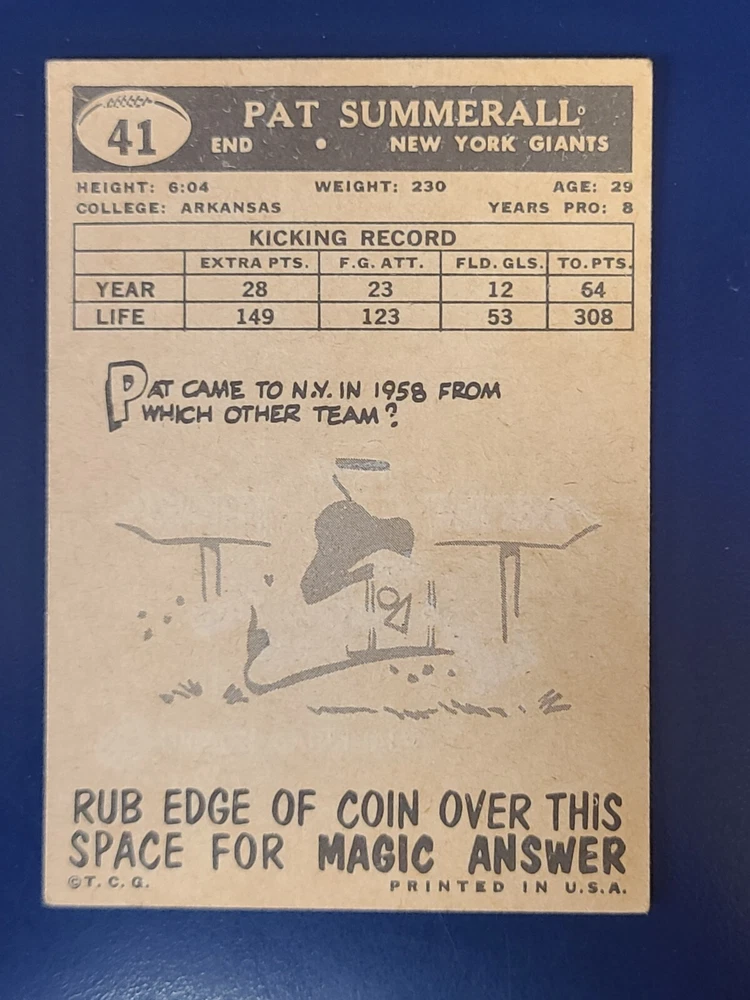 41
PAT SUMMERALL
END • NEW YORK GIANTS
HEIGHT: 6:04 WEIGHT: 230 AGE: 29
COLLEGE: ARKANSAS YEARS PRO: 8
KICKING RECORD
EXTRA PTS. F.G. ATT. FLD. GLS. TO. PTS.
YEAR 28 23 12 64
LIFE 149 123 53 308
PAT CAME TO N.Y. IN 1958 FROM
WHICH OTHER TEAM?
RUB EDGE OF COIN OVER THIS
SPACE FOR MAGIC ANSWER
©T. C. G. PRINTED IN U.S.A.